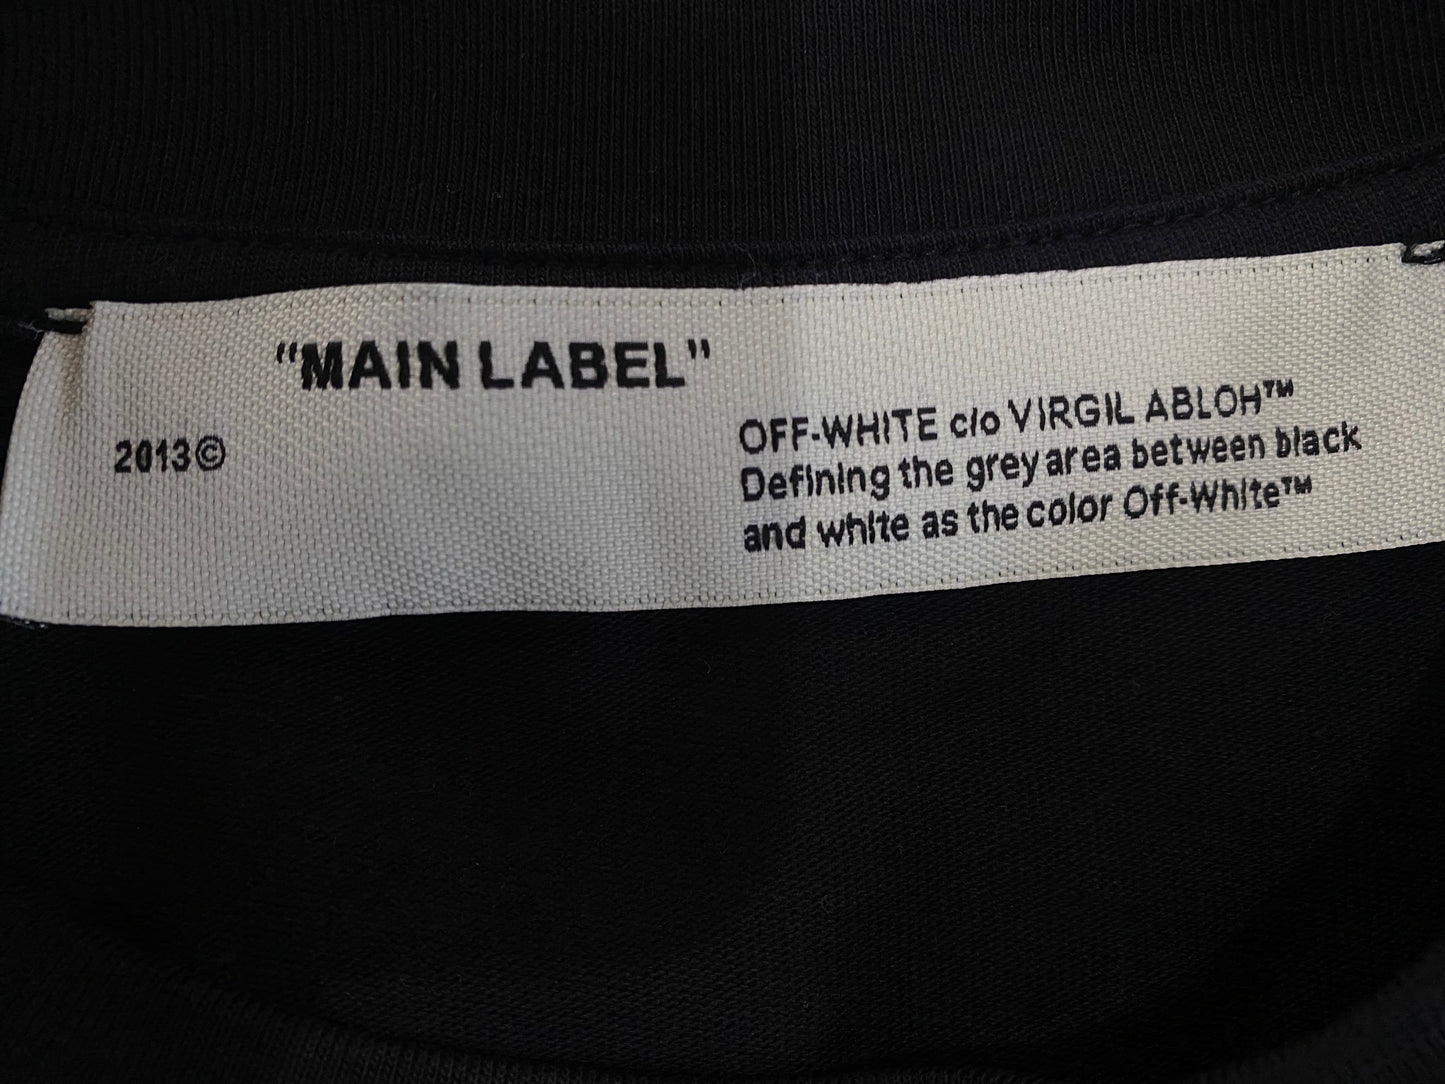 "MAIN LABEL"
2013©
OFF-WHITE c/o VIRGIL ABLOH™
Defining the grey area between black
and white as the color Off-White™